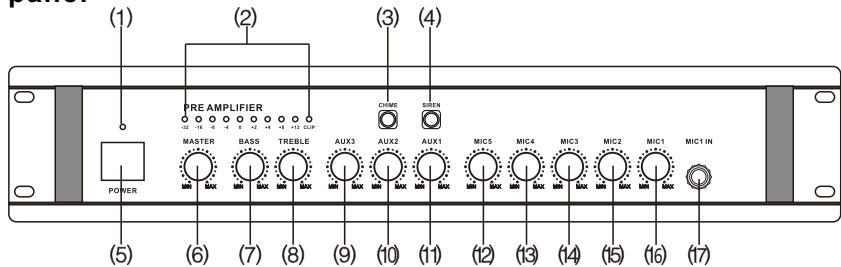 panel
(1) (2) (3) (4)
PRE AMPLIFIER
CHIME SIREN
-32 -16 -8 -4 0 +2 +4 +8 +12 CLIP
MASTER BASS TREBLE AUX3 AUX2 AUX1 MIC5 MIC4 MIC3 MIC2 MIC1 MIC1 IN
MIN MAX MIN MAX MIN MAX MIN MAX MIN MAX MIN MAX MIN MAX MIN MAX MIN MAX MIN MAX MIN MAX
POWER
(5) (6) (7) (8) (9) (10) (11) (12) (13) (14) (15) (16) (17)